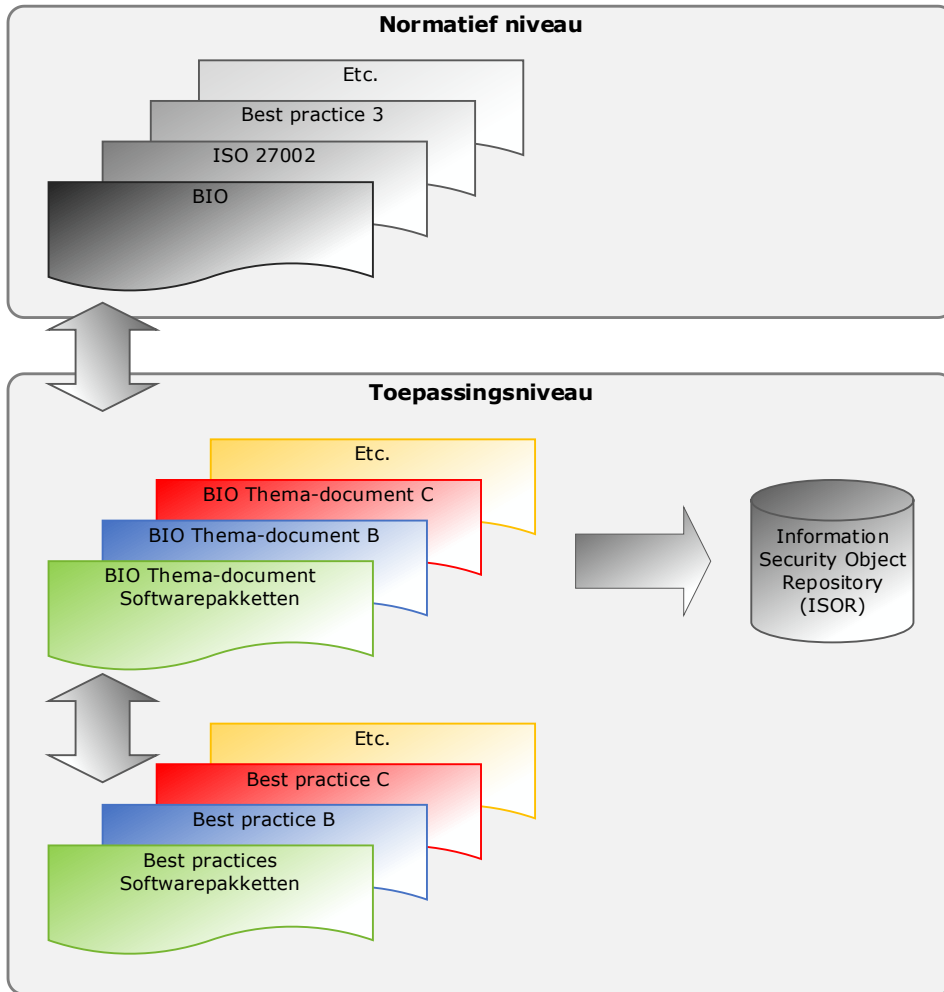 Normatief niveau
Etc.
Best practice 3
ISO 27002
BIO
Toepassingsniveau
Etc.
BIO Thema-document C
BIO Thema-document B
BIO Thema-document
Softwarepakketten
Information
Security Object
Repository
(ISOR)
Etc.
Best practice C
Best practice B
Best practices
Softwarepakketten